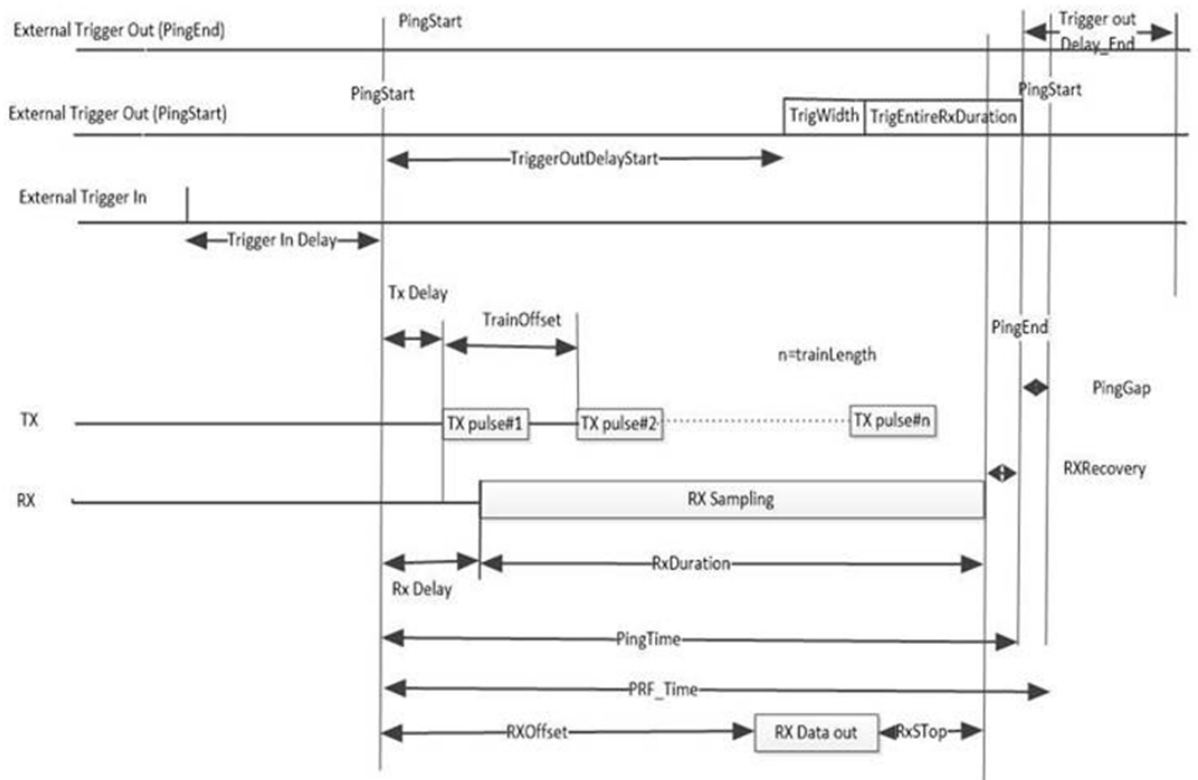 External Trigger Out (PingEnd)
PingStart
Trigger out
Delay_End
External Trigger Out (PingStart)
PingStart
TrigWidth
TrigEntireRxDuration
PingStart
TriggerOutDelayStart
External Trigger In
Trigger In Delay
Tx Delay
TrainOffset
n=trainLength
PingEnd
PingGap
TX
TX pulse#1
TX pulse#2
TX pulse#n
RXRecovery
RX
RX Sampling
RxDuration
Rx Delay
PingTime
PRF_Time
RXOffset
RX Data out
RxSTop